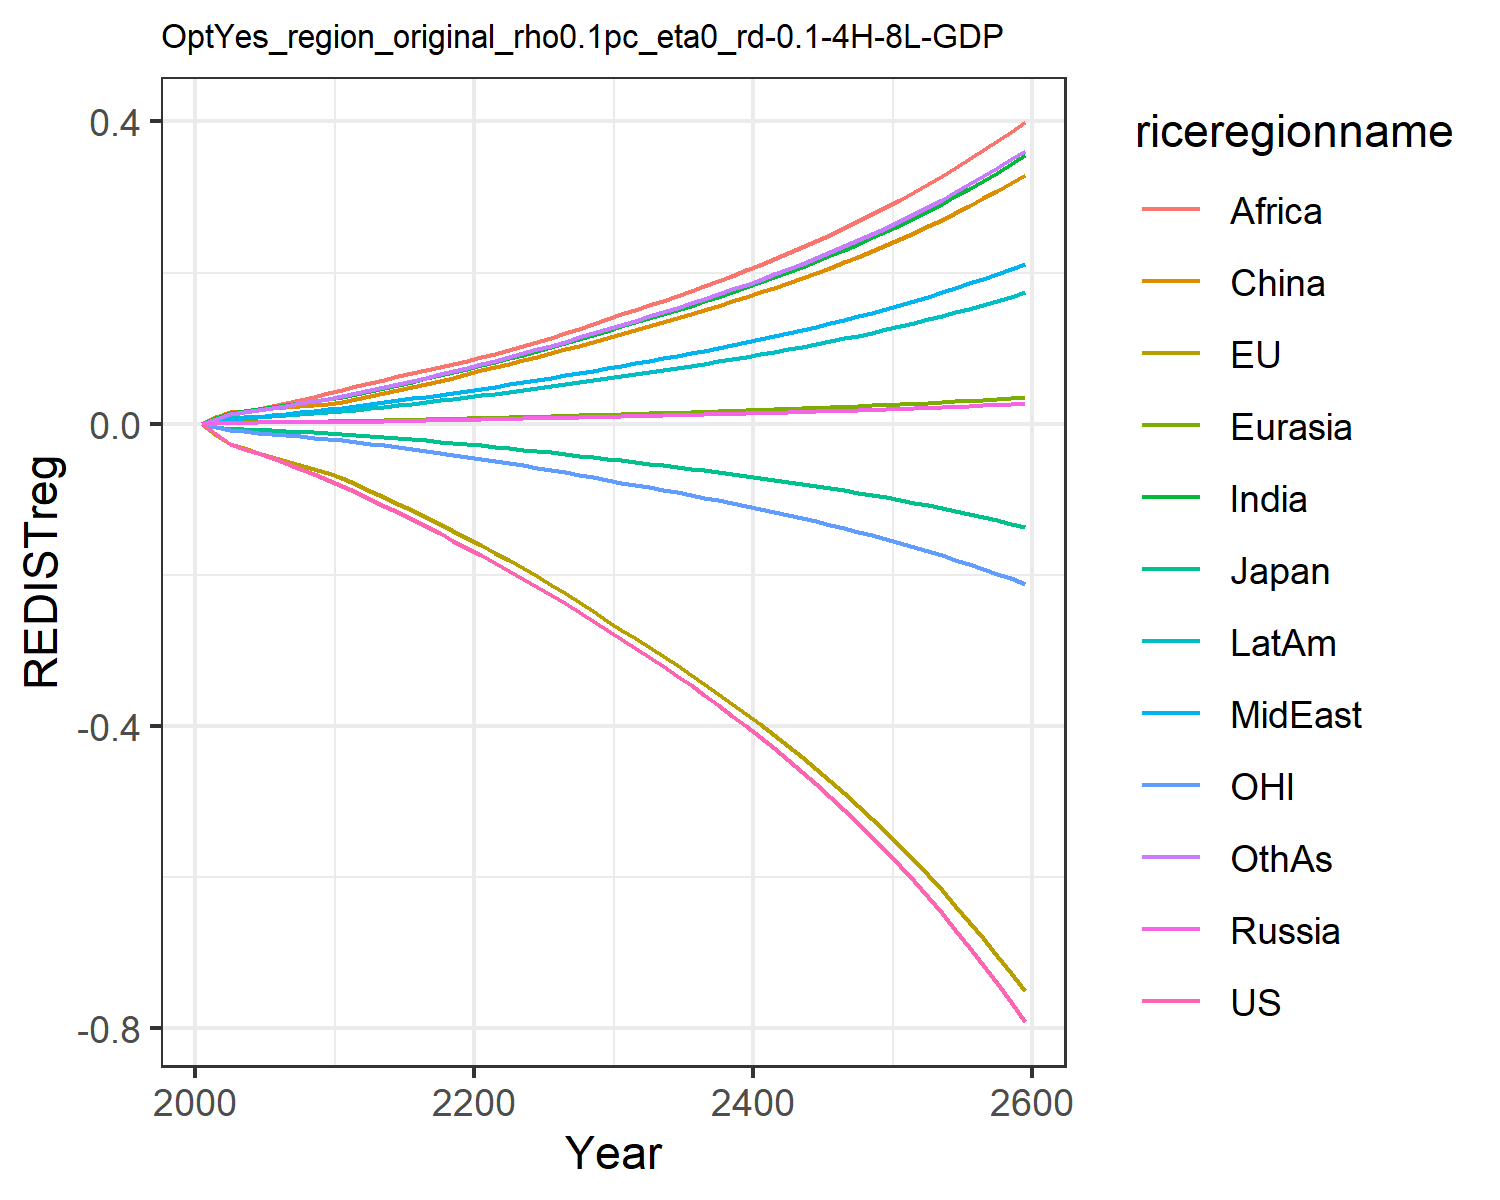 OptYes_region_original_rho0.1pc_eta0_rd-0.1-4H-8L-GDP
0.4
0.0
-0.4
-0.8
REDISTreg
2000
2200
2400
2600
Year
riceregionname
Africa
China
EU
Eurasia
India
Japan
LatAm
MidEast
OHI
OthAs
Russia
US